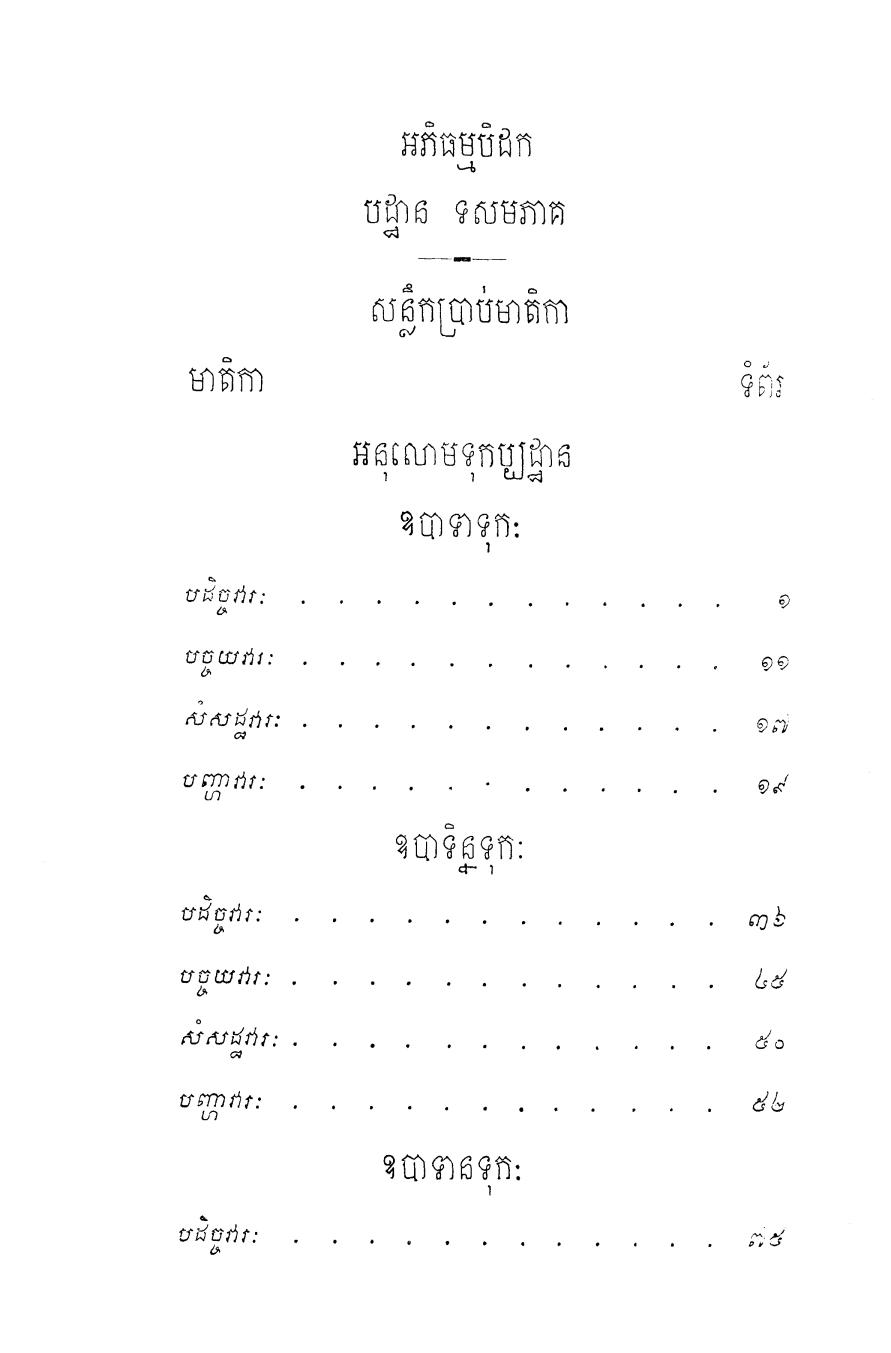 អភិធម្មបិដក
បដ្ឋាន ទសមភាគ
សន្លឹកប្រាប់មាតិកា
មាតិកា ទំព័រ
អនុលោមទុកប្បដ្ឋាន
ឧបាទាទុកៈ
បដិច្ចវារៈ . . . . . . . . . . . . ១
បច្ចយវារៈ . . . . . . . . . . . . ១១
សំសដ្ឋវារៈ . . . . . . . . . . . . ១៧
បញ្ហាវារៈ . . . . . . . . . . . . ១៩
ឧបាទិន្នទុកៈ
បដិច្ចវារៈ . . . . . . . . . . . . ៣៦
បច្ចយវារៈ . . . . . . . . . . . . ៤៥
សំសដ្ឋវារៈ . . . . . . . . . . . . ៥០
បញ្ហាវារៈ . . . . . . . . . . . . ៥២
ឧបាទានទុកៈ
បដិច្ចវារៈ . . . . . . . . . . . . ៧៥